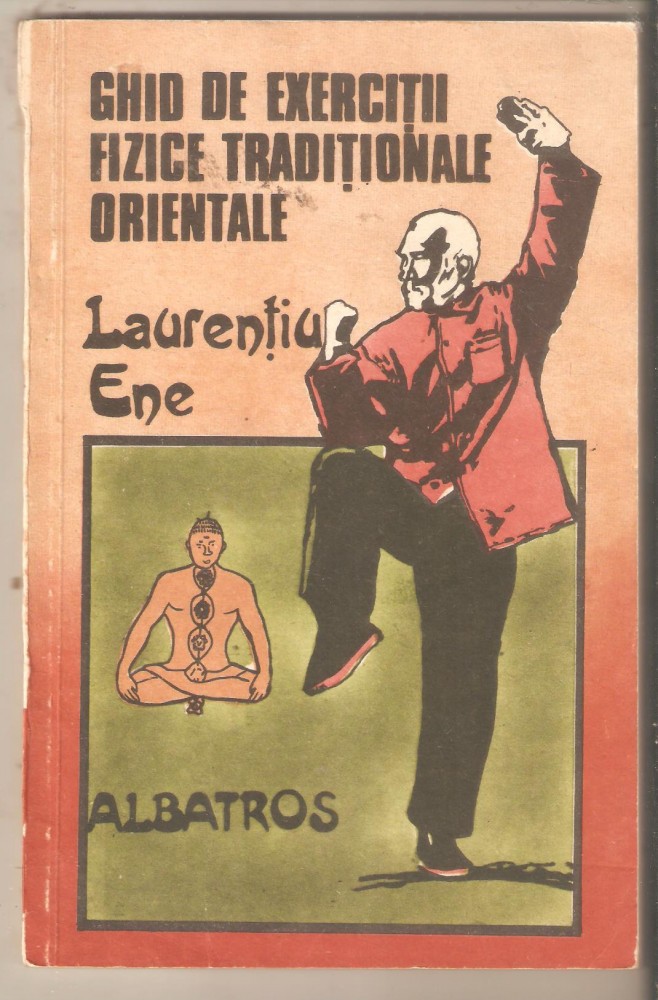 GHID DE EXERCIȚII
FIZICE TRADIȚIONALE
ORIENTALE
Laurențiu
Ene
ALBATROS